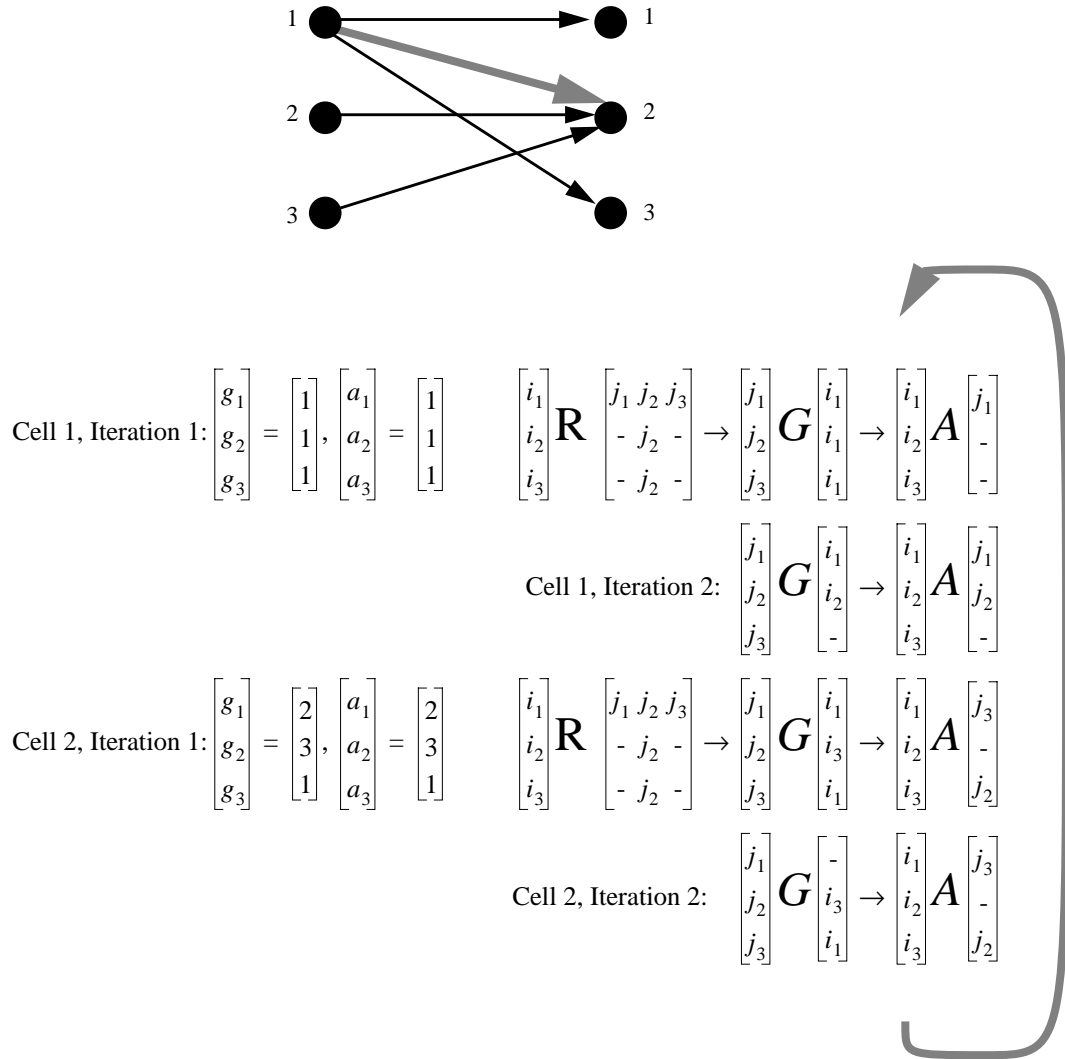 1 1
2 2
3 3
Cell 1, Iteration 1: [g₁ g₂ g₃] = [1 1 1], [a₁ a₂ a₃] = [1 1 1] [i₁ i₂ i₃] R [j₁ j₂ j₃ / - j₂ - / - j₂ -] → [j₁ j₂ j₃] G [i₁ i₁ i₁] → [i₁ i₂ i₃] A [j₁ - -]
Cell 1, Iteration 2: [j₁ j₂ j₃] G [i₁ i₂ -] → [i₁ i₂ i₃] A [j₁ j₂ -]
Cell 2, Iteration 1: [g₁ g₂ g₃] = [2 3 1], [a₁ a₂ a₃] = [2 3 1] [i₁ i₂ i₃] R [j₁ j₂ j₃ / - j₂ - / - j₂ -] → [j₁ j₂ j₃] G [i₁ i₃ i₁] → [i₁ i₂ i₃] A [j₃ - j₂]
Cell 2, Iteration 2: [j₁ j₂ j₃] G [- i₃ i₁] → [i₁ i₂ i₃] A [j₃ - j₂]